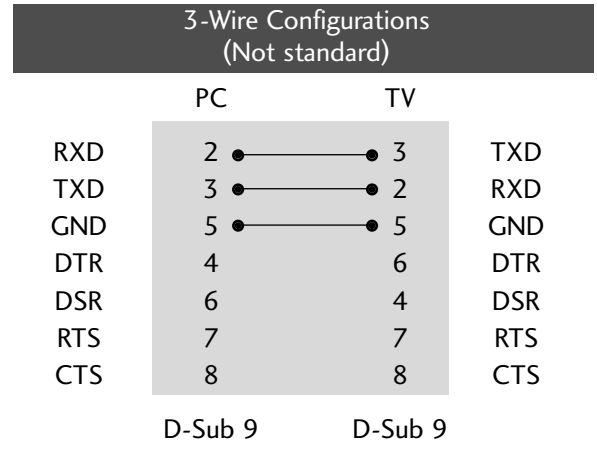 3-Wire Configurations
(Not standard)
PC TV
RXD 2 3 TXD
TXD 3 2 RXD
GND 5 5 GND
DTR 4 6 DTR
DSR 6 4 DSR
RTS 7 7 RTS
CTS 8 8 CTS
D-Sub 9 D-Sub 9